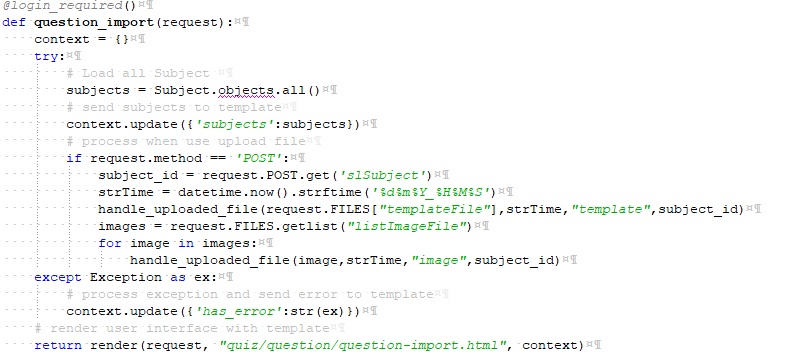 @login_required()¤¶
def question_import(request):¤¶
    context = {}¤¶
    try:¤¶
        # Load all Subject ¤¶
        subjects = Subject.objects.all()¤¶
        # send subjects to template¤¶
        context.update({'subjects':subjects})¤¶
        # process when use upload file¤¶
        if request.method == 'POST':¤¶
            subject_id = request.POST.get('slSubject')¤¶
            strTime = datetime.now().strftime('%d%m%Y_%H%M%S')¤¶
            handle_uploaded_file(request.FILES["templateFile"],strTime,"template",subject_id)¤¶
            images = request.FILES.getlist("listImageFile")¤¶
            for image in images:¤¶
                handle_uploaded_file(image,strTime,"image",subject_id)¤¶
    except Exception as ex:¤¶
        # process exception and send error to template¤¶
        context.update({'has_error':str(ex)})¤¶
    # render user interface with template¤¶
    return render(request, "quiz/question/question-import.html", context)¤¶